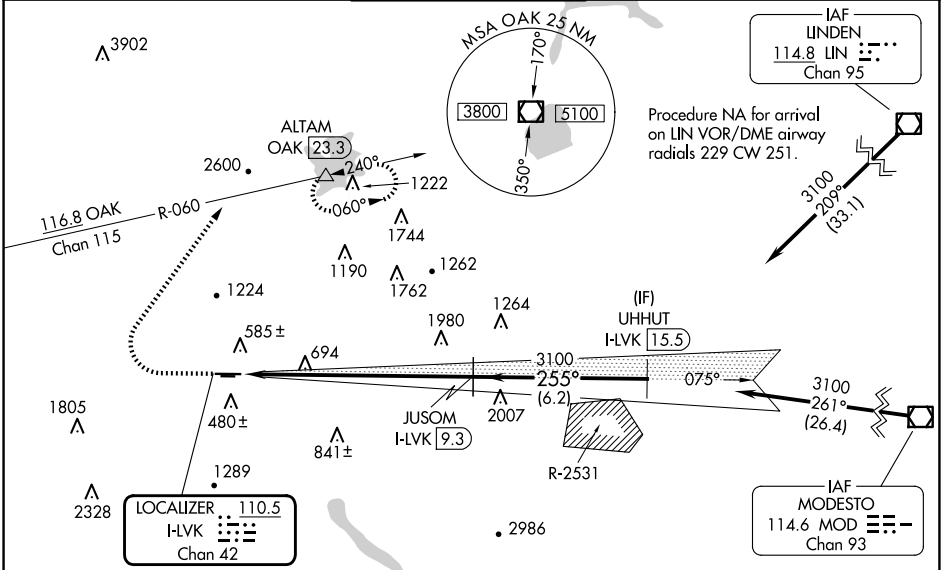 3902
MSA OAK 25 NM
170°
3800
5100
350°
IAF
LINDEN
114.8 LIN
Chan 95
Procedure NA for arrival
on LIN VOR/DME airway
radials 229 CW 251.
3100
209°
(33.1)
ALTAM
OAK 23.3
2600
240°
060°
1222
116.8 OAK
R-060
Chan 115
1744
1190
1762
1262
1224
1264
1980
585±
694
(IF)
UHHUT
I-LVK 15.5
3100
255°
(6.2)
075°
3100
261°
(26.4)
JUSOM
I-LVK 9.3
2007
R-2531
1805
480±
841±
1289
2328
2986
LOCALIZER 110.5
I-LVK
Chan 42
IAF
MODESTO
114.6 MOD
Chan 93